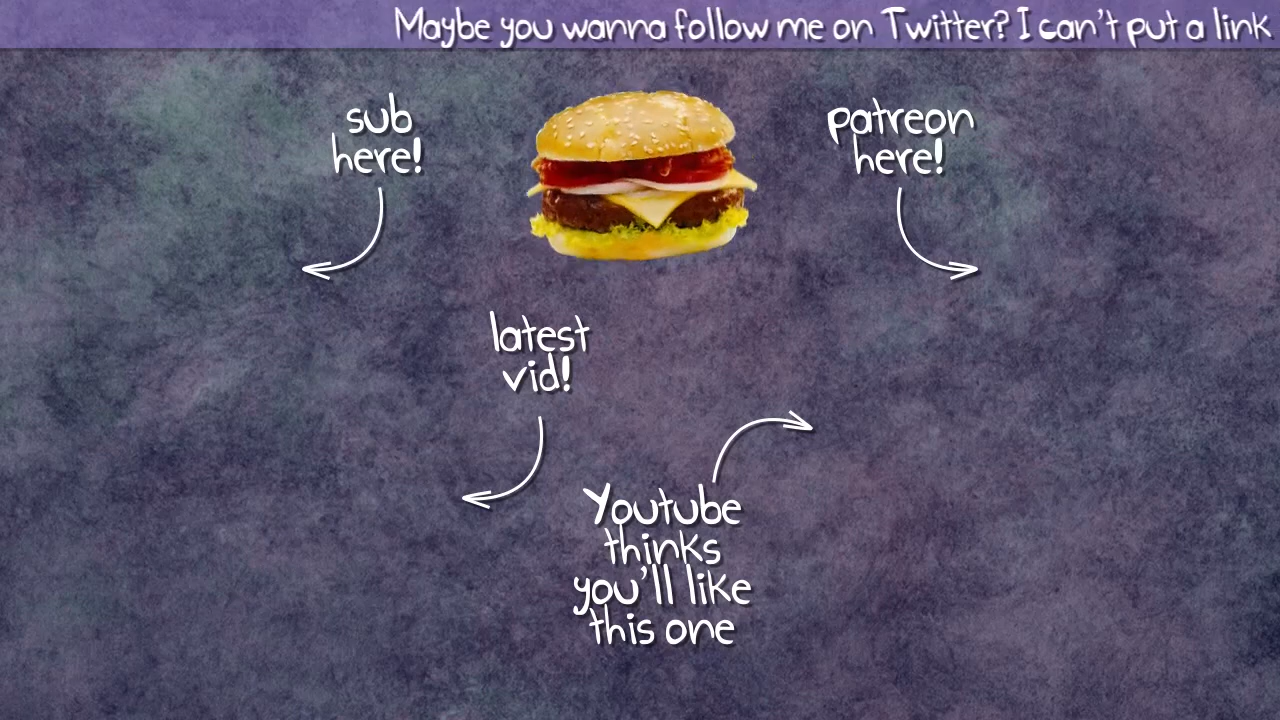 Maybe you wanna follow me on Twitter? I can't put a link
sub
here!
patreon
here!
latest
vid!
Youtube
thinks
you'll like
this one